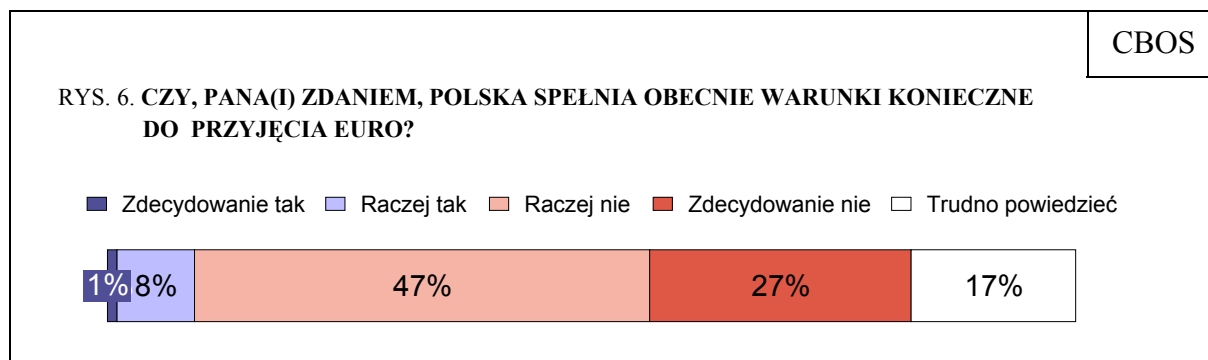 CBOS
RYS. 6. CZY, PANA(I) ZDANIEM, POLSKA SPEŁNIA OBECNIE WARUNKI KONIECZNE
DO PRZYJĘCIA EURO?
Zdecydowanie tak Raczej tak Raczej nie Zdecydowanie nie Trudno powiedzieć
1% 8% 47% 27% 17%